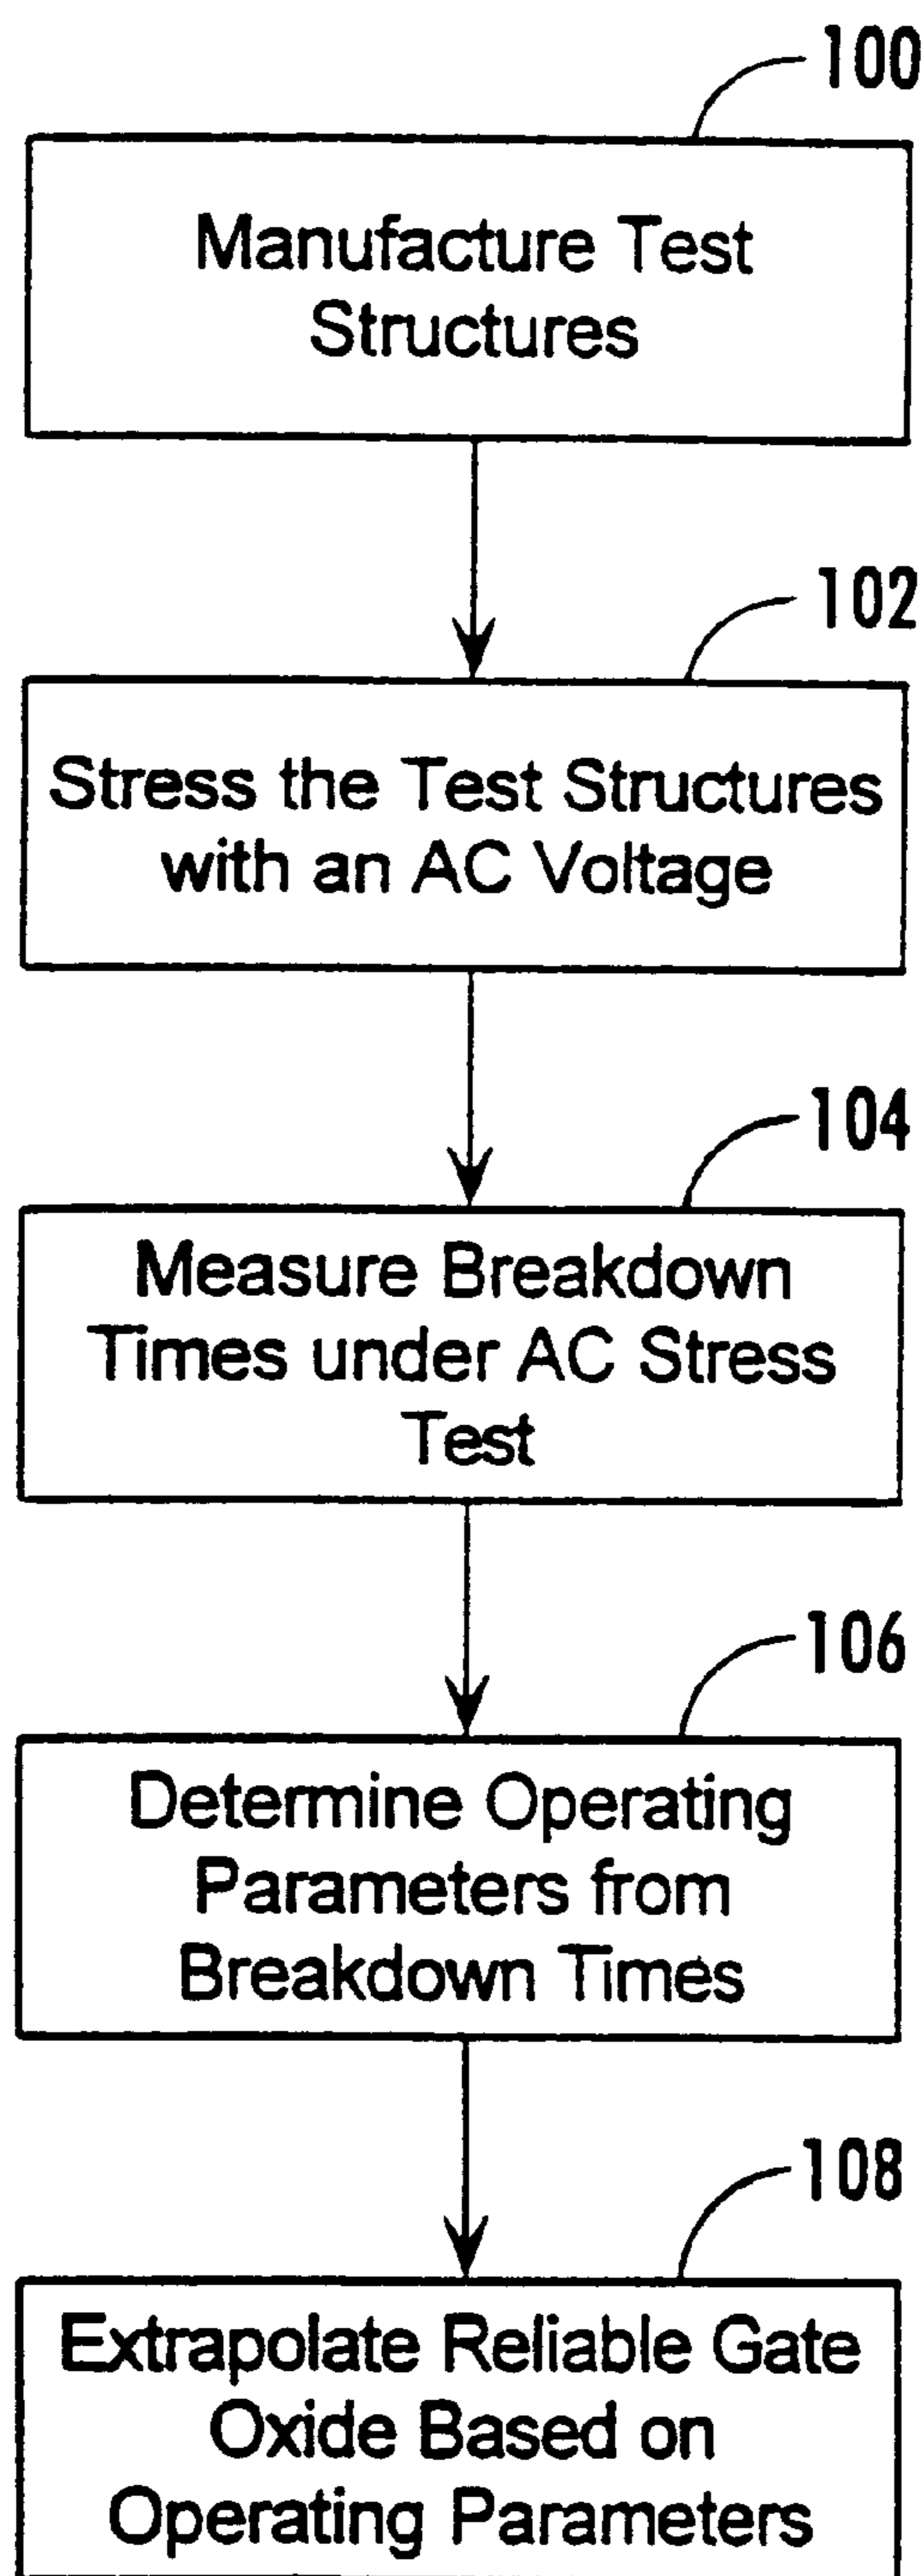 100
Manufacture Test
Structures
102
Stress the Test Structures
with an AC Voltage
104
Measure Breakdown
Times under AC Stress
Test
106
Determine Operating
Parameters from
Breakdown Times
108
Extrapolate Reliable Gate
Oxide Based on
Operating Parameters